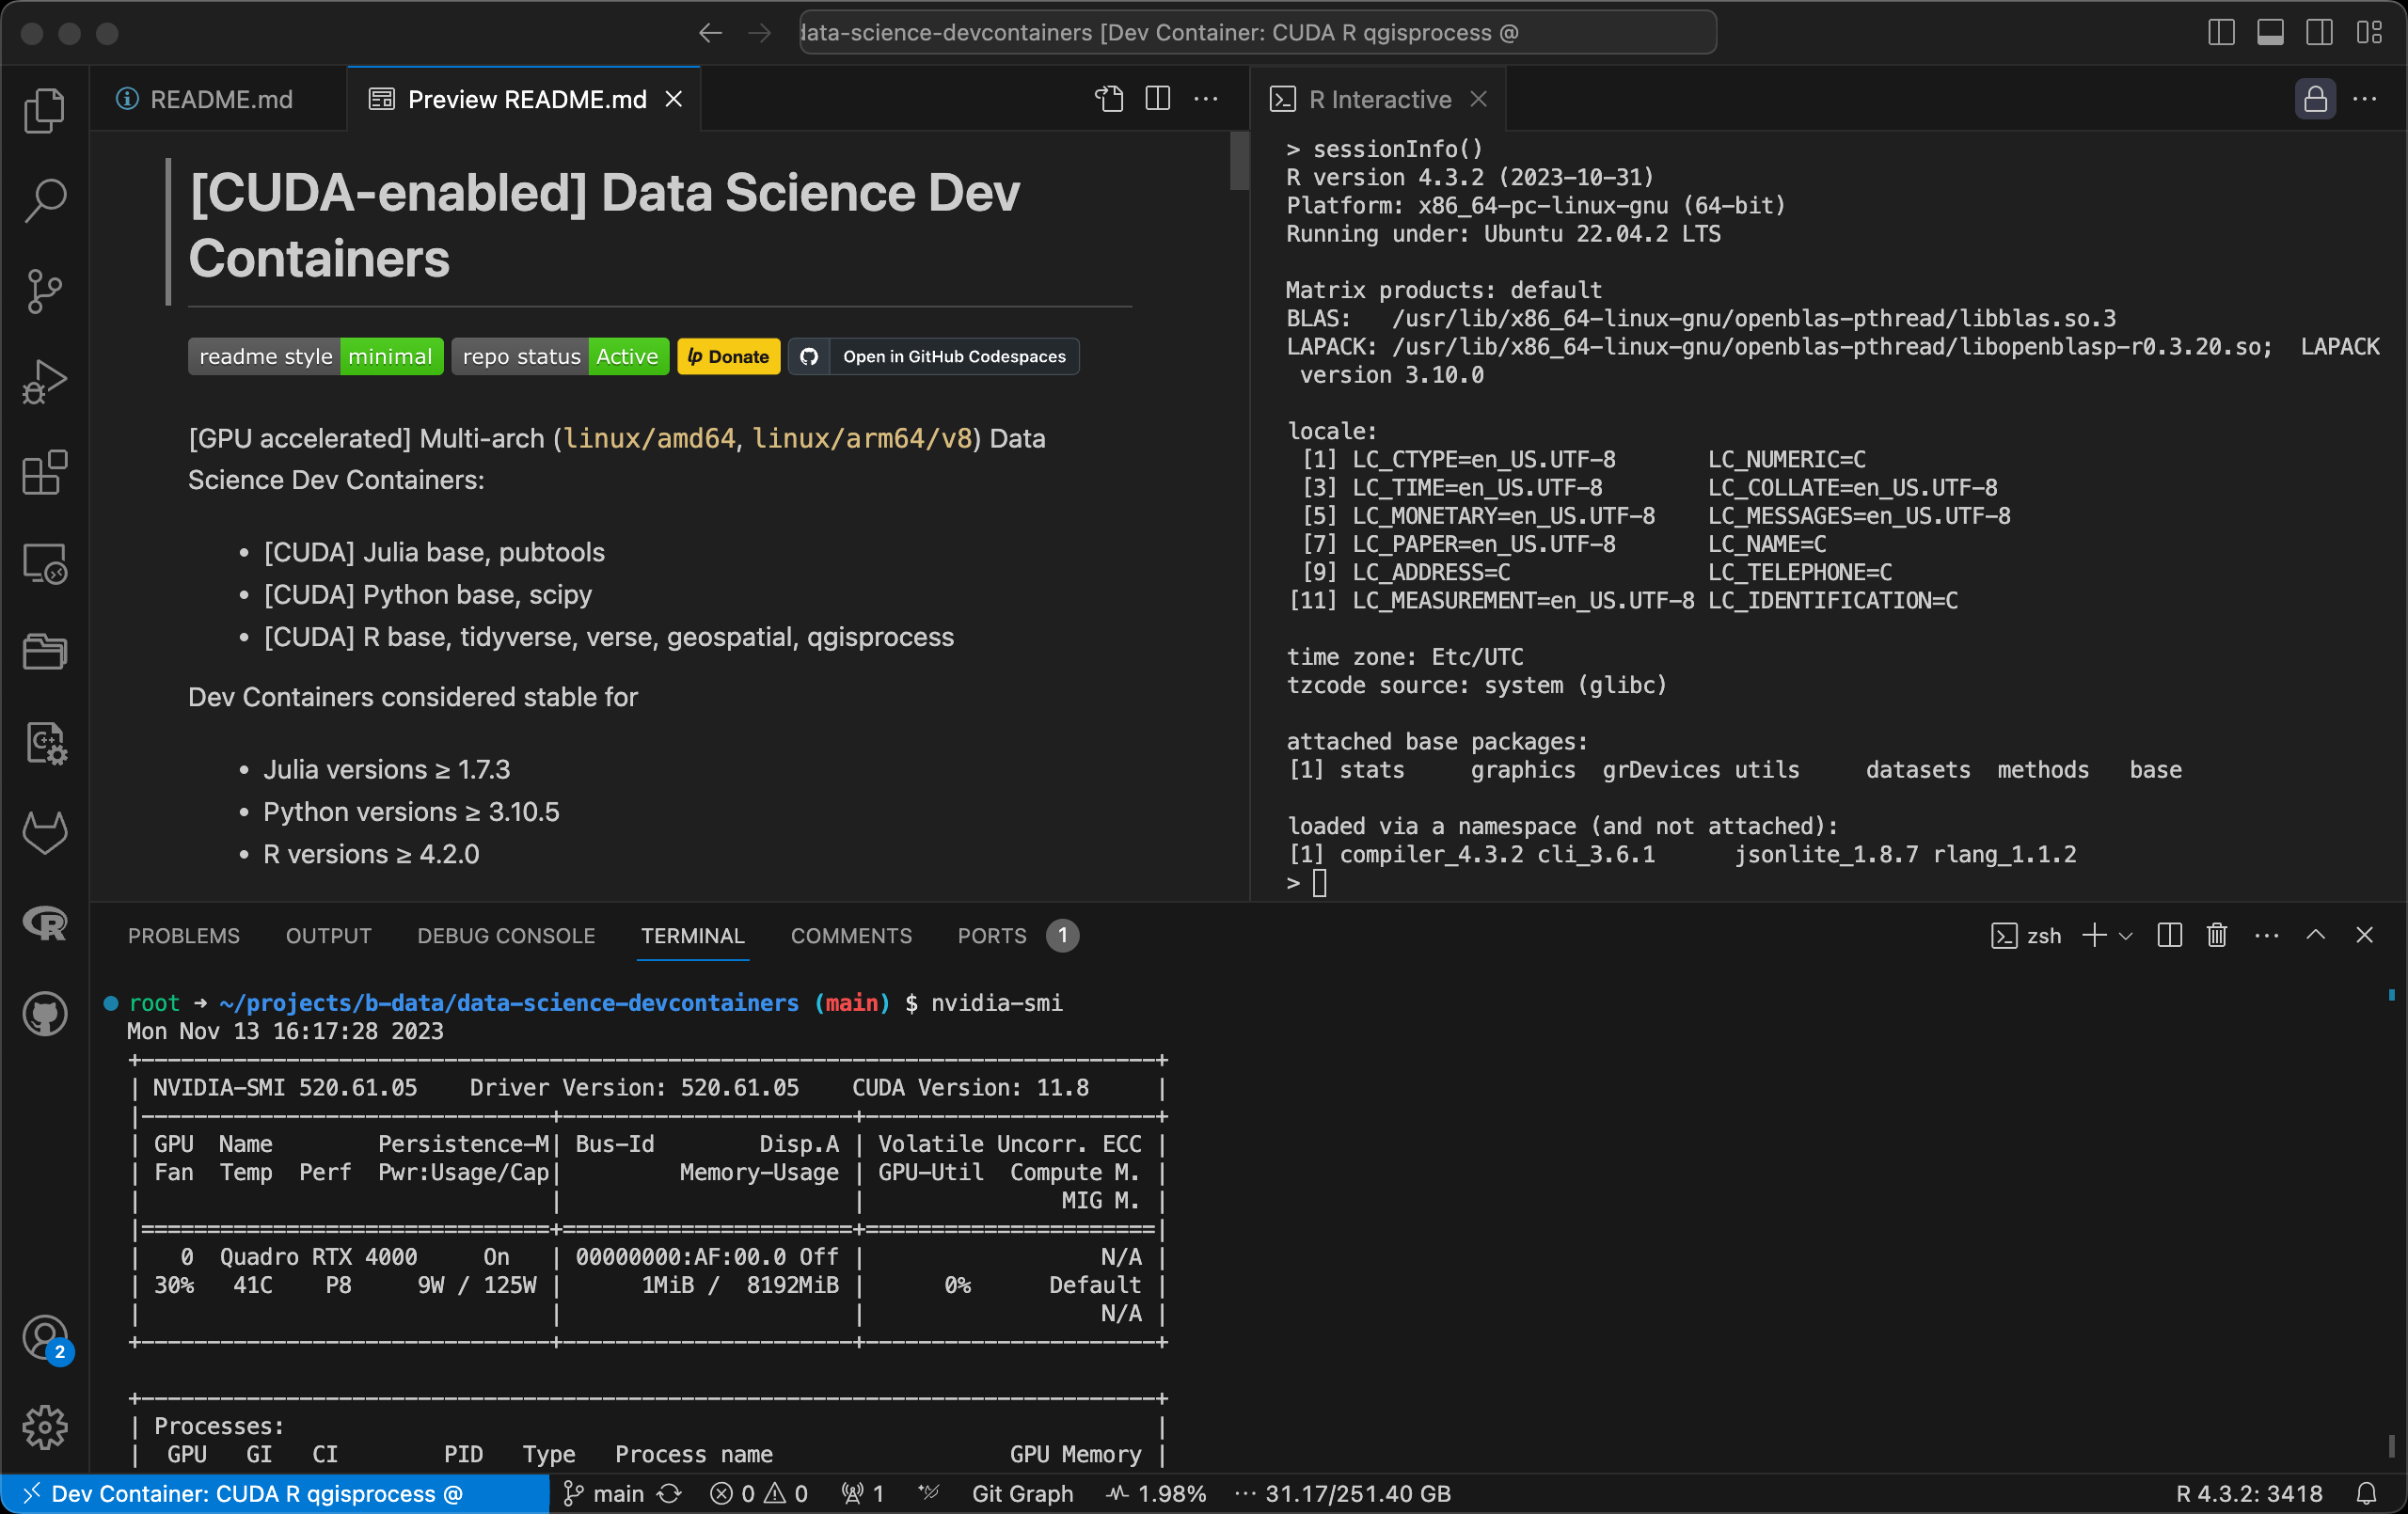 data-science-devcontainers [Dev Container: CUDA R qgisprocess @
README.md
Preview README.md
R Interactive
[CUDA-enabled] Data Science Dev
Containers
readme style minimal repo status Active lp Donate Open in GitHub Codespaces
[GPU accelerated] Multi-arch (linux/amd64, linux/arm64/v8) Data
Science Dev Containers:
• [CUDA] Julia base, pubtools
• [CUDA] Python base, scipy
• [CUDA] R base, tidyverse, verse, geospatial, qgisprocess
Dev Containers considered stable for
• Julia versions ≥ 1.7.3
• Python versions ≥ 3.10.5
• R versions ≥ 4.2.0
> sessionInfo()
R version 4.3.2 (2023-10-31)
Platform: x86_64-pc-linux-gnu (64-bit)
Running under: Ubuntu 22.04.2 LTS
Matrix products: default
BLAS:   /usr/lib/x86_64-linux-gnu/openblas-pthread/libblas.so.3
LAPACK: /usr/lib/x86_64-linux-gnu/openblas-pthread/libopenblasp-r0.3.20.so;  LAPACK
 version 3.10.0
locale:
 [1] LC_CTYPE=en_US.UTF-8       LC_NUMERIC=C
 [3] LC_TIME=en_US.UTF-8        LC_COLLATE=en_US.UTF-8
 [5] LC_MONETARY=en_US.UTF-8    LC_MESSAGES=en_US.UTF-8
 [7] LC_PAPER=en_US.UTF-8       LC_NAME=C
 [9] LC_ADDRESS=C               LC_TELEPHONE=C
[11] LC_MEASUREMENT=en_US.UTF-8 LC_IDENTIFICATION=C
time zone: Etc/UTC
tzcode source: system (glibc)
attached base packages:
[1] stats     graphics  grDevices utils     datasets  methods   base
loaded via a namespace (and not attached):
[1] compiler_4.3.2 cli_3.6.1      jsonlite_1.8.7 rlang_1.1.2
>
PROBLEMS OUTPUT DEBUG CONSOLE TERMINAL COMMENTS PORTS 1
zsh
root ➜ ~/projects/b-data/data-science-devcontainers (main) $ nvidia-smi
Mon Nov 13 16:17:28 2023
+-----------------------------------------------------------------------------+
| NVIDIA-SMI 520.61.05    Driver Version: 520.61.05    CUDA Version: 11.8     |
|-------------------------------+----------------------+----------------------+
| GPU  Name        Persistence-M| Bus-Id        Disp.A | Volatile Uncorr. ECC |
| Fan  Temp  Perf  Pwr:Usage/Cap|         Memory-Usage | GPU-Util  Compute M. |
|                               |                      |               MIG M. |
|===============================+======================+======================|
|   0  Quadro RTX 4000     On   | 00000000:AF:00.0 Off |                  N/A |
| 30%   41C    P8     9W / 125W |      1MiB /  8192MiB |      0%      Default |
|                               |                      |                  N/A |
+-------------------------------+----------------------+----------------------+
+-----------------------------------------------------------------------------+
| Processes:                                                                  |
|  GPU   GI   CI        PID   Type   Process name                  GPU Memory |
2
Dev Container: CUDA R qgisprocess @ main 0 0 1 Git Graph 1.98% ··· 31.17/251.40 GB R 4.3.2: 3418